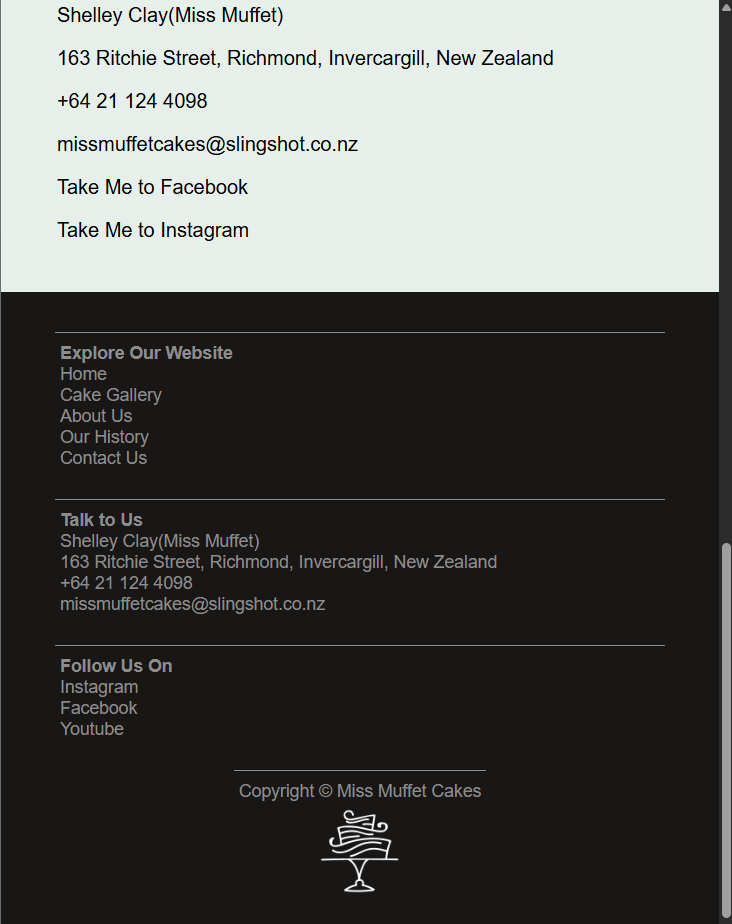 Shelley Clay(Miss Muffet)
163 Ritchie Street, Richmond, Invercargill, New Zealand
+64 21 124 4098
missmuffetcakes@slingshot.co.nz
Take Me to Facebook
Take Me to Instagram
Explore Our Website
Home
Cake Gallery
About Us
Our History
Contact Us
Talk to Us
Shelley Clay(Miss Muffet)
163 Ritchie Street, Richmond, Invercargill, New Zealand
+64 21 124 4098
missmuffetcakes@slingshot.co.nz
Follow Us On
Instagram
Facebook
Youtube
Copyright © Miss Muffet Cakes